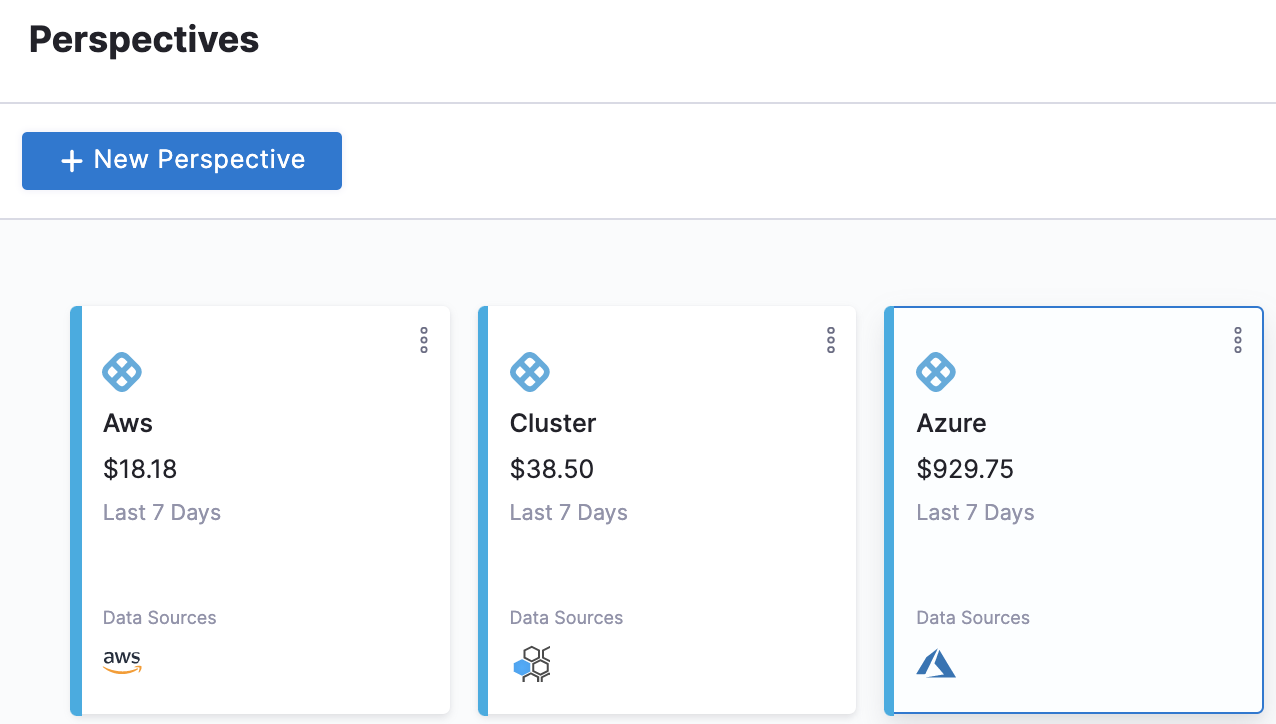 Perspectives
+ New Perspective
Aws
$18.18
Last 7 Days
Data Sources
aws
Cluster
$38.50
Last 7 Days
Data Sources
Azure
$929.75
Last 7 Days
Data Sources